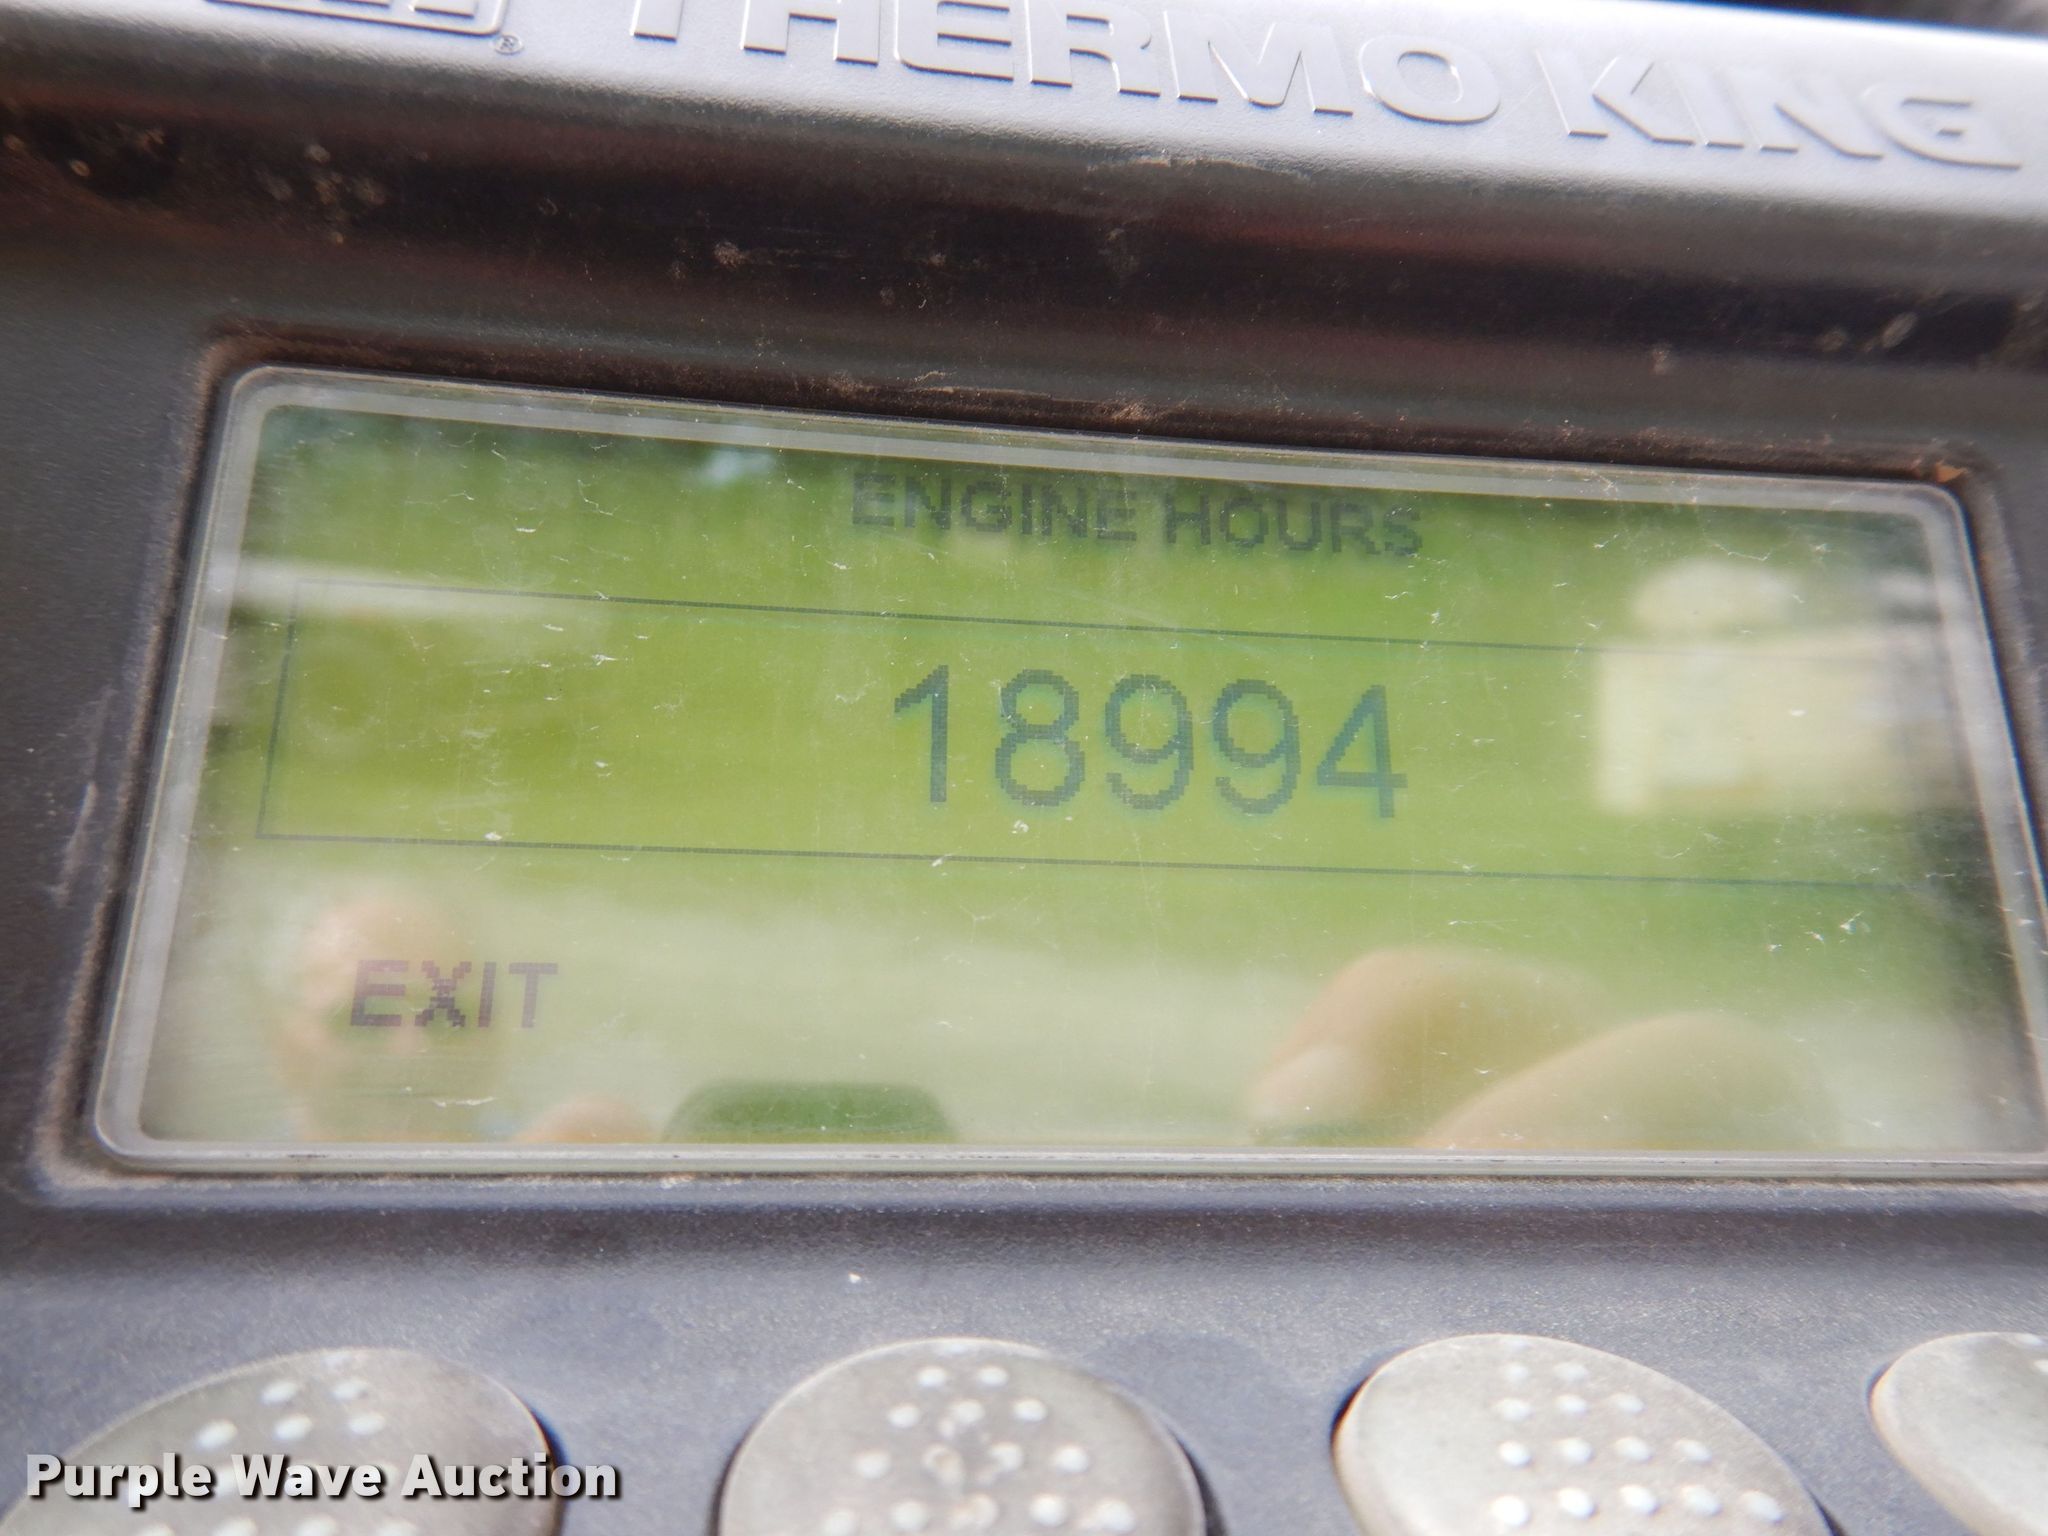 ®
THERMO KING
ENGINE HOURS
18994
EXIT
Purple Wave Auction